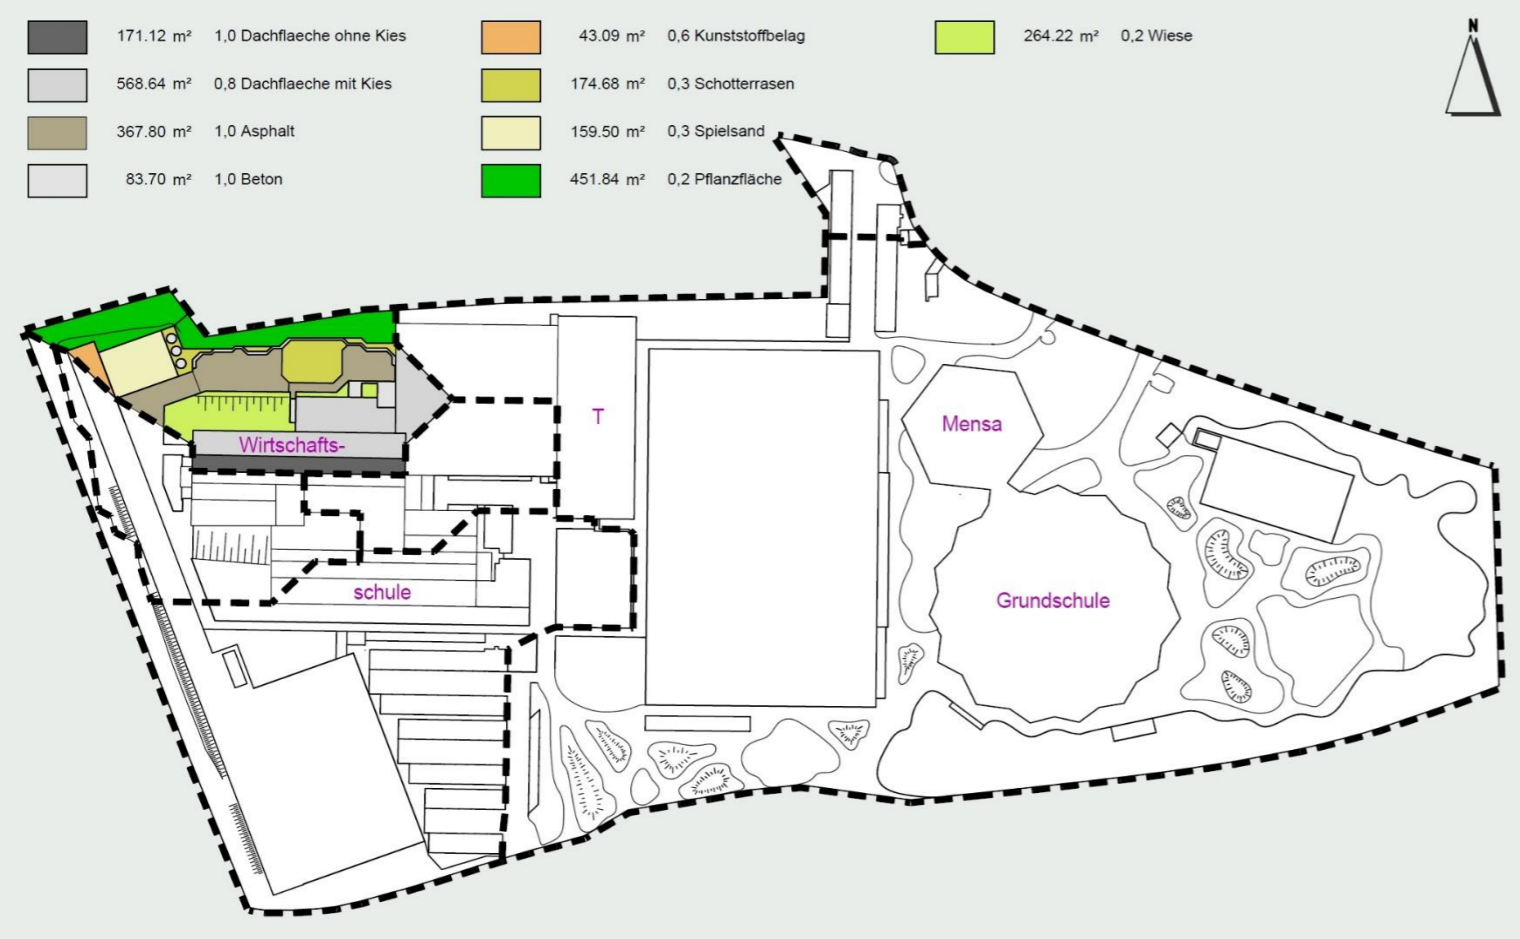 171.12 m² 1,0 Dachflaeche ohne Kies
568.64 m² 0,8 Dachflaeche mit Kies
367.80 m² 1,0 Asphalt
83.70 m² 1,0 Beton
43.09 m² 0,6 Kunststoffbelag
174.68 m² 0,3 Schotterrasen
159.50 m² 0,3 Spielsand
451.84 m² 0,2 Pflanzfläche
264.22 m² 0,2 Wiese
N
T
Mensa
Wirtschafts-
schule
Grundschule